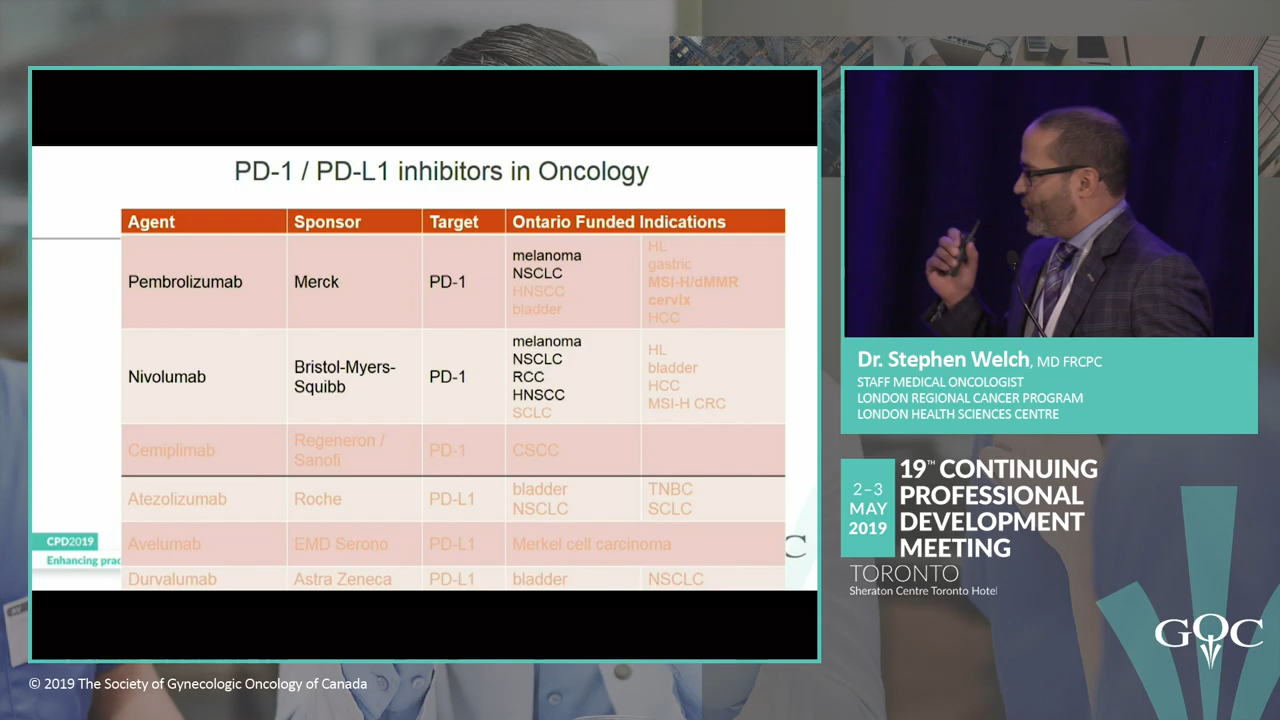 PD-1 / PD-L1 inhibitors in Oncology
Agent Sponsor Target Ontario Funded Indications
Pembrolizumab Merck PD-1
melanoma
NSCLC
HNSCC
bladder
HL
gastric
MSI-H/dMMR
cervix
HCC
Nivolumab
Bristol-Myers-
Squibb
PD-1
melanoma
NSCLC
RCC
HNSCC
SCLC
HL
bladder
HCC
MSI-H CRC
Cemiplimab
Regeneron /
Sanofi
PD-1
CSCC
Atezolizumab Roche PD-L1
bladder
NSCLC
TNBC
SCLC
Avelumab EMD Serono PD-L1 Merkel cell carcinoma
Durvalumab Astra Zeneca PD-L1 bladder NSCLC
CPD2019
Enhancing prac
C
Dr. Stephen Welch, MD FRCPC
STAFF MEDICAL ONCOLOGIST
LONDON REGIONAL CANCER PROGRAM
LONDON HEALTH SCIENCES CENTRE
2–3
MAY
2019
19TH CONTINUING
PROFESSIONAL
DEVELOPMENT
MEETING
TORONTO
Sheraton Centre Toronto Hotel
GOC
© 2019 The Society of Gynecologic Oncology of Canada